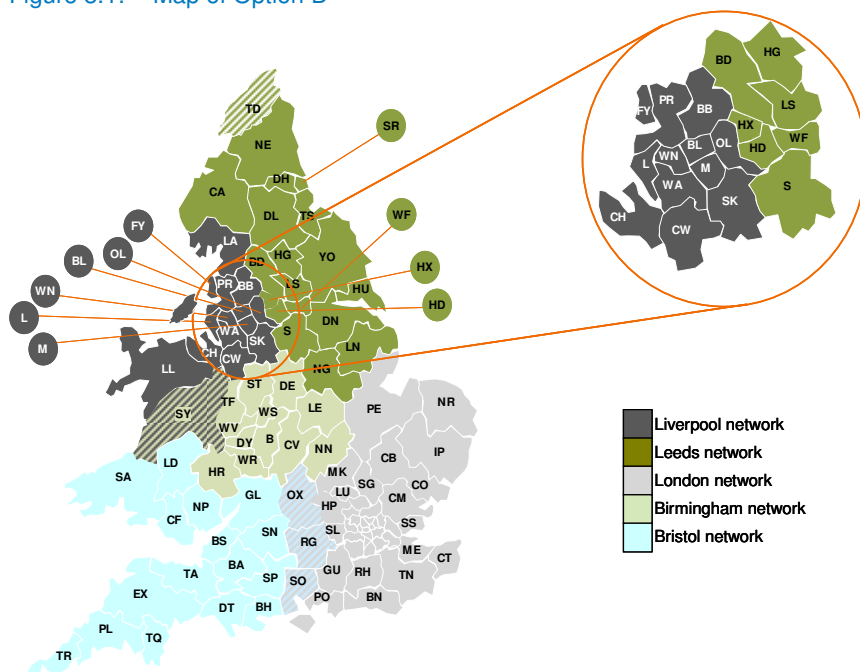 Figure Map of Option
TD
NE
SR
CA
DH
DL
TS
WF
FY
LA
OL
BL
BD
HG
YO
HX
WN
PR
BB
LS
HU
HD
L
WA
DN
M
SK
S
LN
CH
CW
LL
NG
ST
DE
SY
TF
WS
LE
PE
NR
WV
DY
B
CV
NN
WR
HR
MK
CB
IP
LD
SA
GL
OX
LU
SG
CO
NP
HP
CM
CF
SN
SL
SS
BS
RG
ME
CT
BA
GU
RH
TN
TA
SP
SO
EX
DT
BH
PO
BN
PL
TQ
TR
BD
HG
FY
PR
BB
LS
HX
WF
BL
OL
HD
L
WN
M
WA
S
SK
CH
CW
Liverpool network
Leeds network
London network
Birmingham network
Bristol network